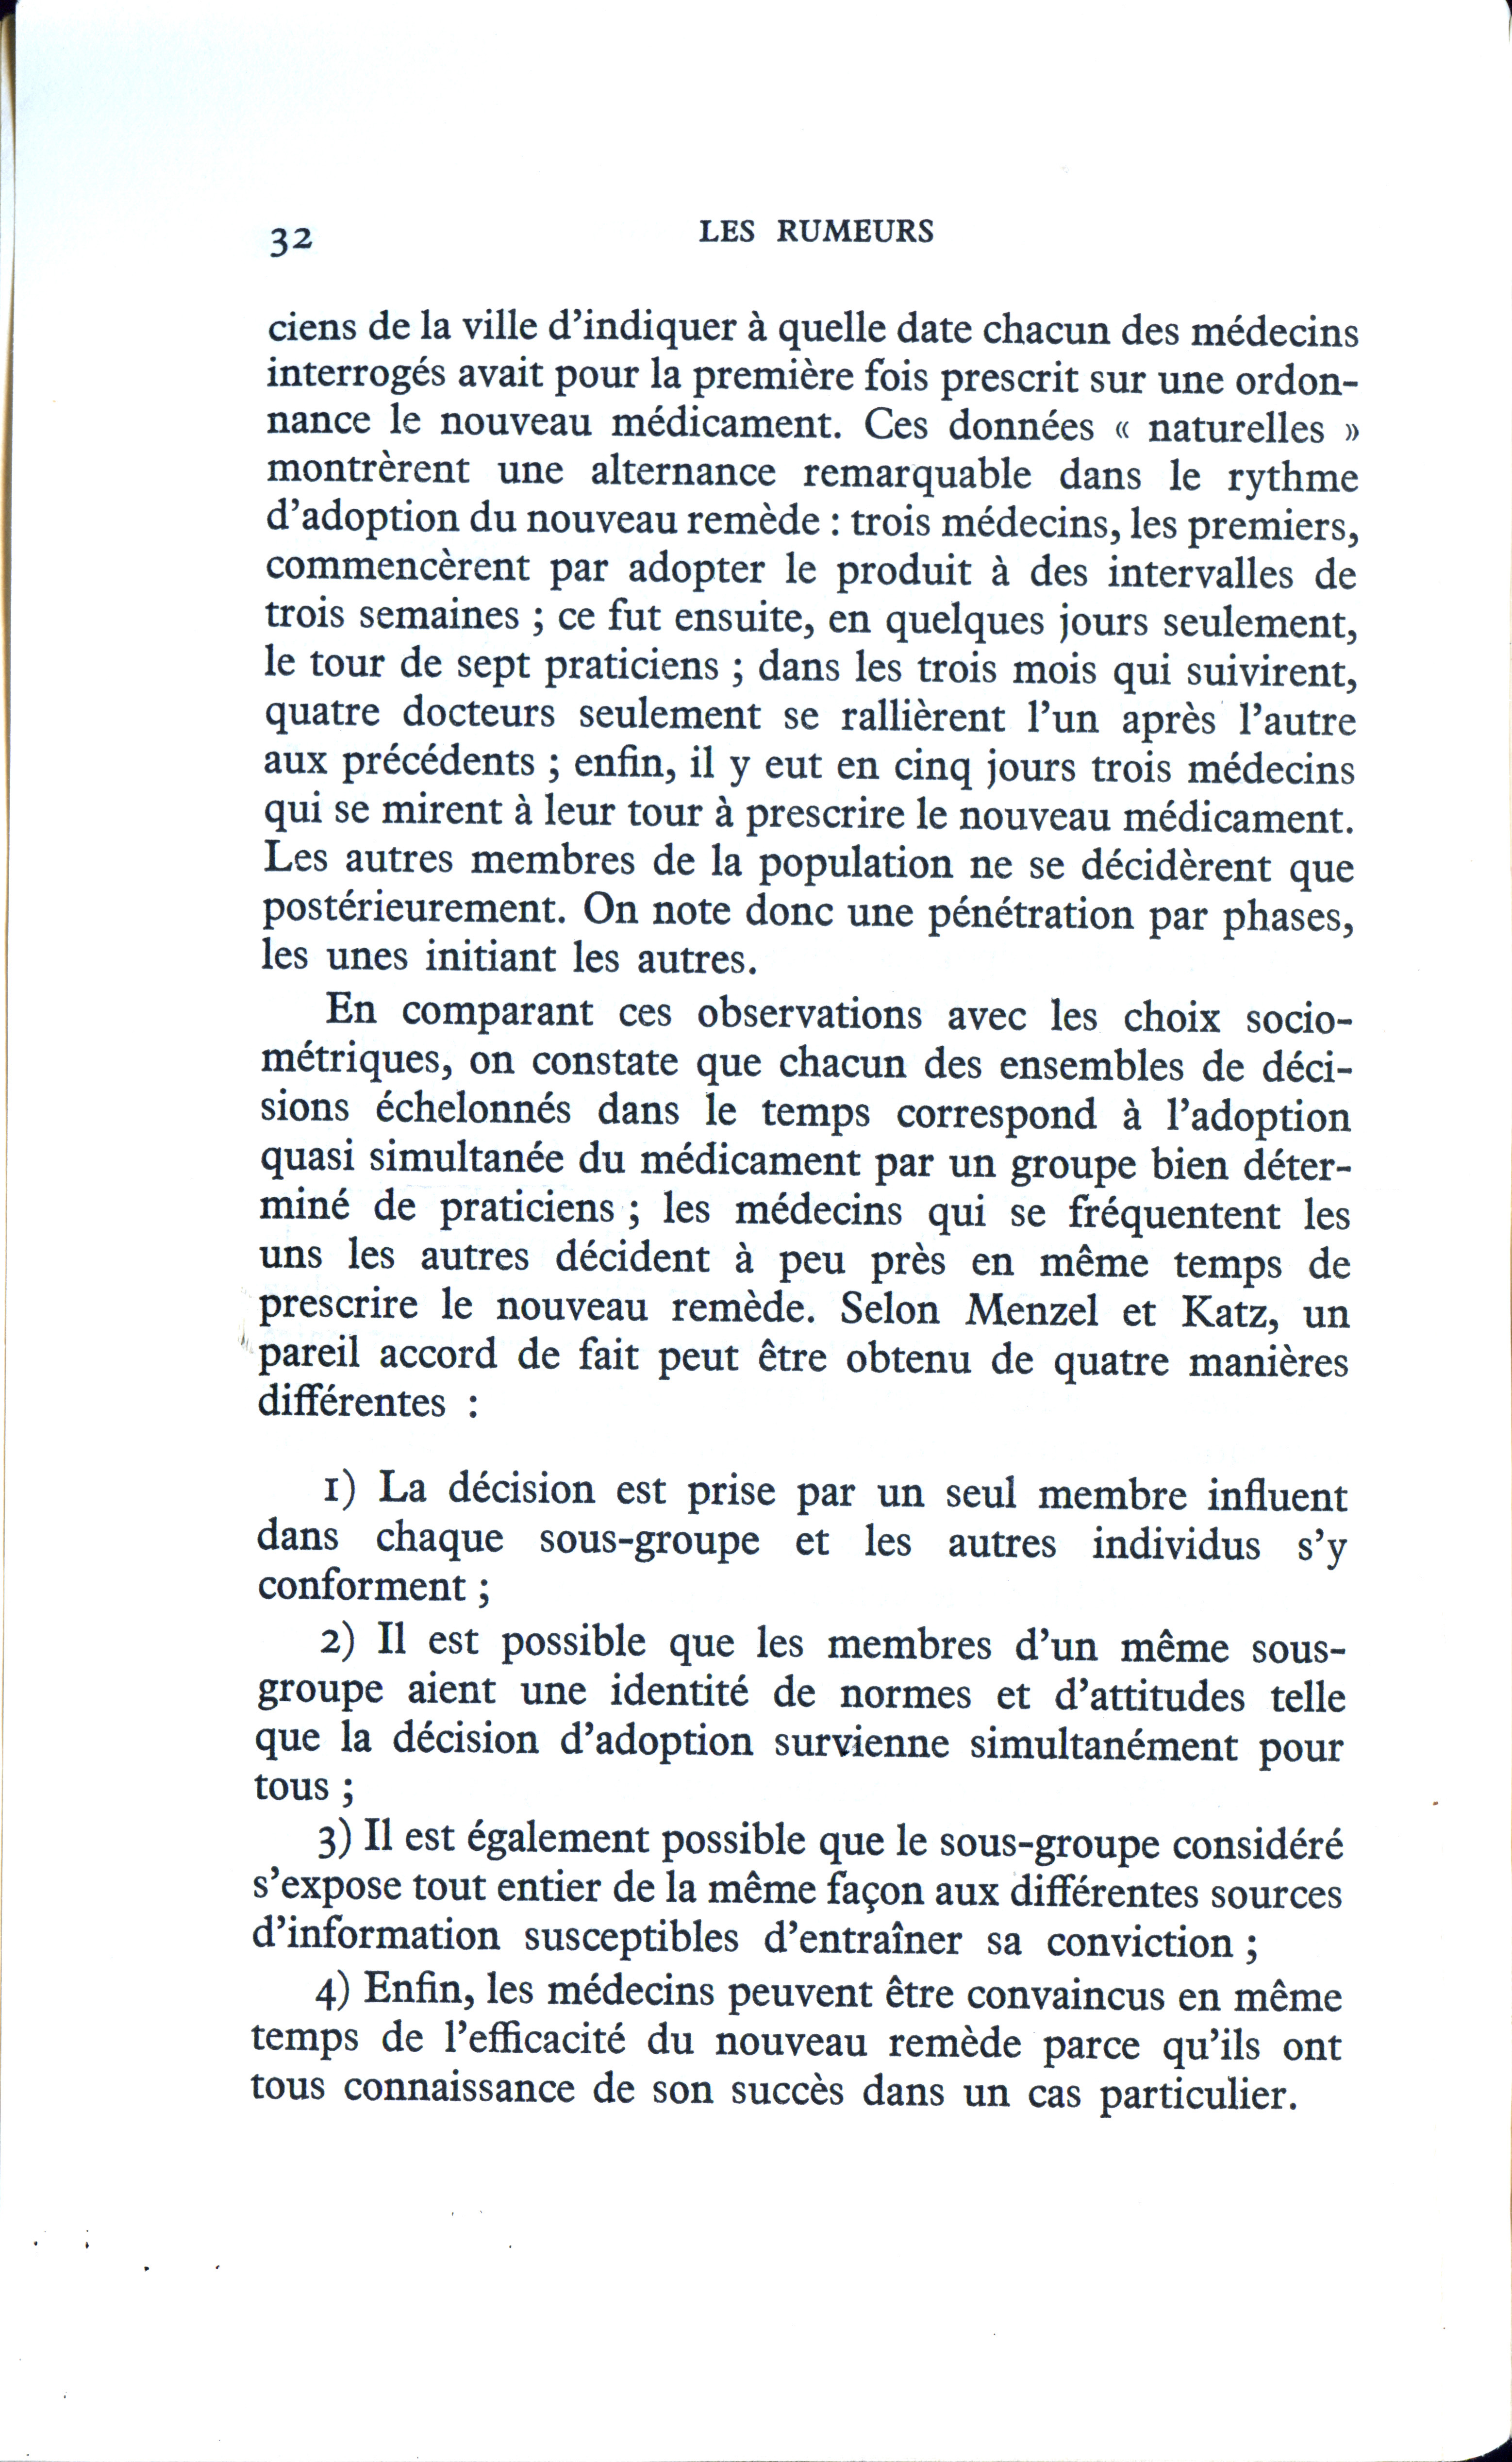 32
LES RUMEURS
ciens de la ville d'indiquer à quelle date chacun des médecins
interrogés avait pour la première fois prescrit sur une ordon-
nance le nouveau médicament. Ces données « naturelles »
montrèrent une alternance remarquable dans le rythme
d'adoption du nouveau remède : trois médecins, les premiers,
commencèrent par adopter le produit à des intervalles de
trois semaines ; ce fut ensuite, en quelques jours seulement,
le tour de sept praticiens ; dans les trois mois qui suivirent,
quatre docteurs seulement se rallièrent l'un après l'autre
aux précédents ; enfin, il y eut en cinq jours trois médecins
qui se mirent à leur tour à prescrire le nouveau médicament.
Les autres membres de la population ne se décidèrent que
postérieurement. On note donc une pénétration par phases,
les unes initiant les autres.
En comparant ces observations avec les choix socio-
métriques, on constate que chacun des ensembles de déci-
sions échelonnés dans le temps correspond à l'adoption
quasi simultanée du médicament par un groupe bien déter-
miné de praticiens ; les médecins qui se fréquentent les
uns les autres décident à peu près en même temps de
prescrire le nouveau remède. Selon Menzel et Katz, un
pareil accord de fait peut être obtenu de quatre manières
différentes :
1) La décision est prise par un seul membre influent
dans chaque sous-groupe et les autres individus s'y
conforment ;
2) Il est possible que les membres d'un même sous-
groupe aient une identité de normes et d'attitudes telle
que la décision d'adoption survienne simultanément pour
tous ;
3) Il est également possible que le sous-groupe considéré
s'expose tout entier de la même façon aux différentes sources
d'information susceptibles d'entraîner sa conviction ;
4) Enfin, les médecins peuvent être convaincus en même
temps de l'efficacité du nouveau remède parce qu'ils ont
tous connaissance de son succès dans un cas particulier.